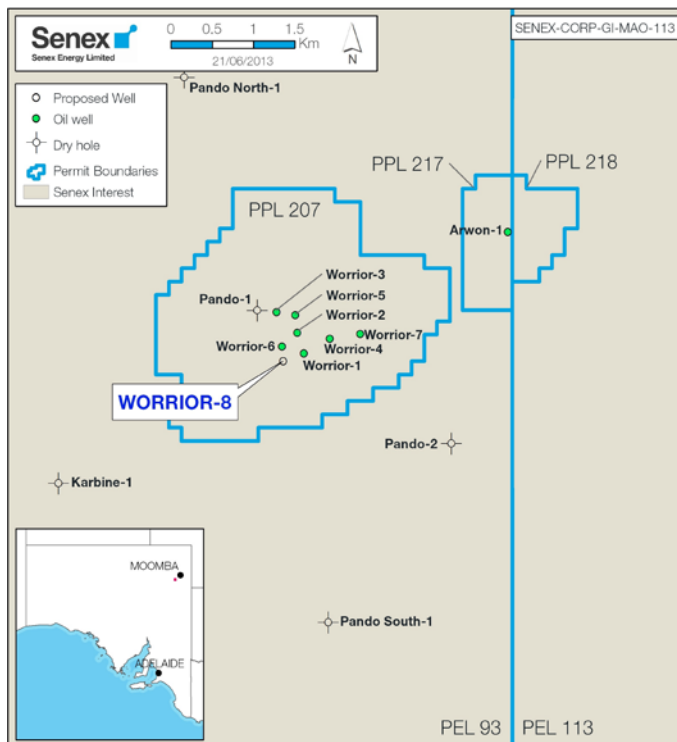 Senex
Senex Energy Limited
0 .5 1 1.5
Km
21/06/2013
N
SENEX-CORP-GI-MAO-113
Pando North-1
Proposed Well
Oil well
Dry hole
Permit Boundaries
Senex Interest
PPL 217
PPL 218
PPL 207
Arwon-1
Worrior-3
Pando-1
Worrior-5
Worrior-2
Worrior-7
Worrior-6
Worrior-4
Worrior-1
WORRIOR-8
Pando-2
Karbine-1
MOOMBA
ADELAIDE
Pando South-1
PEL 93
PEL 113